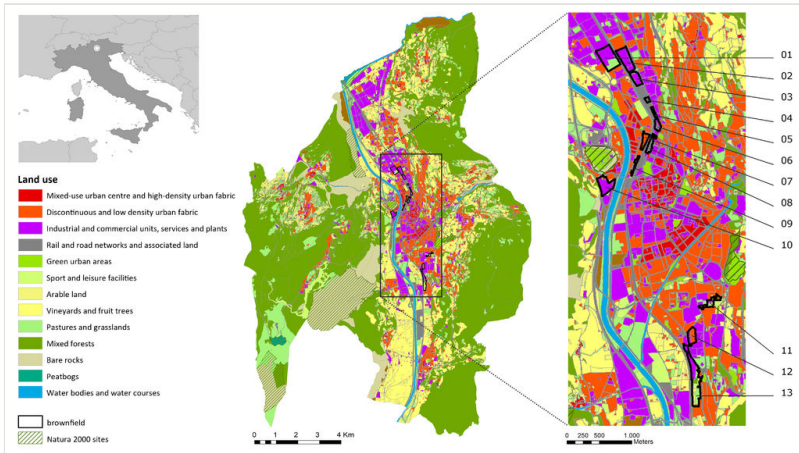 Land use
Mixed-use urban centre and high-density urban fabric
Discontinuous and low density urban fabric
Industrial and commercial units, services and plants
Rail and road networks and associated land
Green urban areas
Sport and leisure facilities
Arable land
Vineyards and fruit trees
Pastures and grasslands
Mixed forests
Bare rocks
Peatbogs
Water bodies and water courses
brownfield
Natura 2000 sites
0 1 2 3 4 Km
01
02
03
04
05
06
07
08
09
10
11
12
13
0 250 500 1.000
Meters